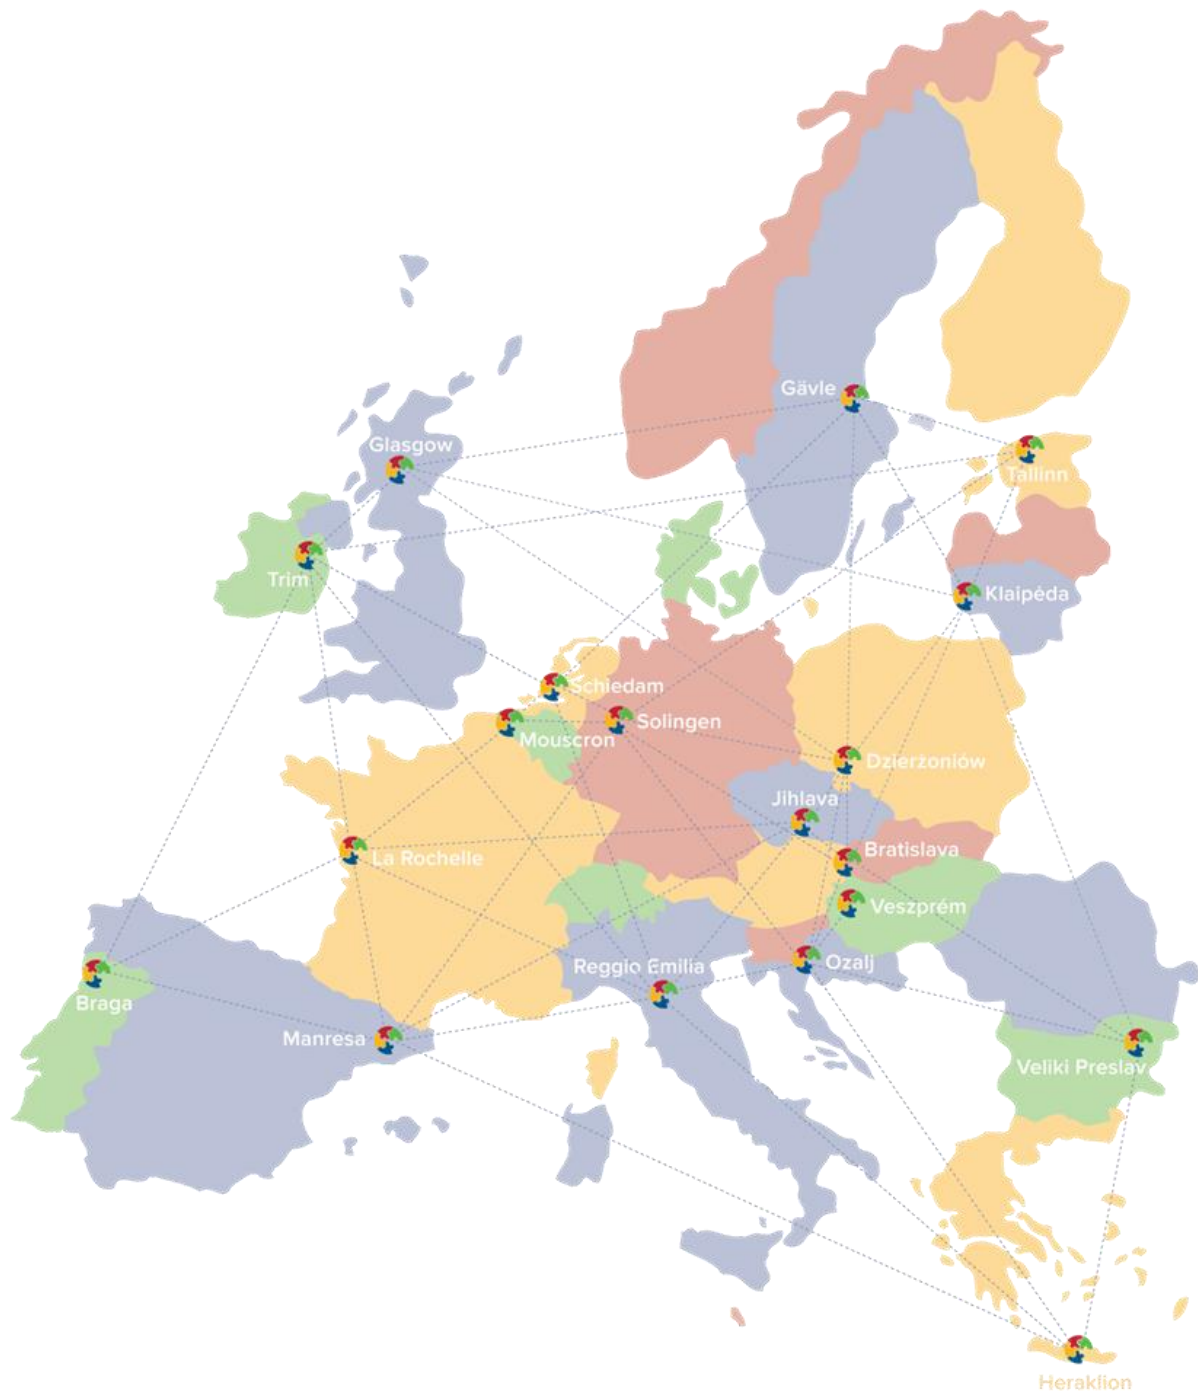 Gävle
Glasgow
Tallinn
Trim
Klaipėda
Schiedam
Solingen
Mouscron
Dzierżoniów
Jihlava
Bratislava
La Rochelle
Veszprém
Ozalj
Reggio Emilia
Braga
Manresa
Veliki Preslav
Heraklion